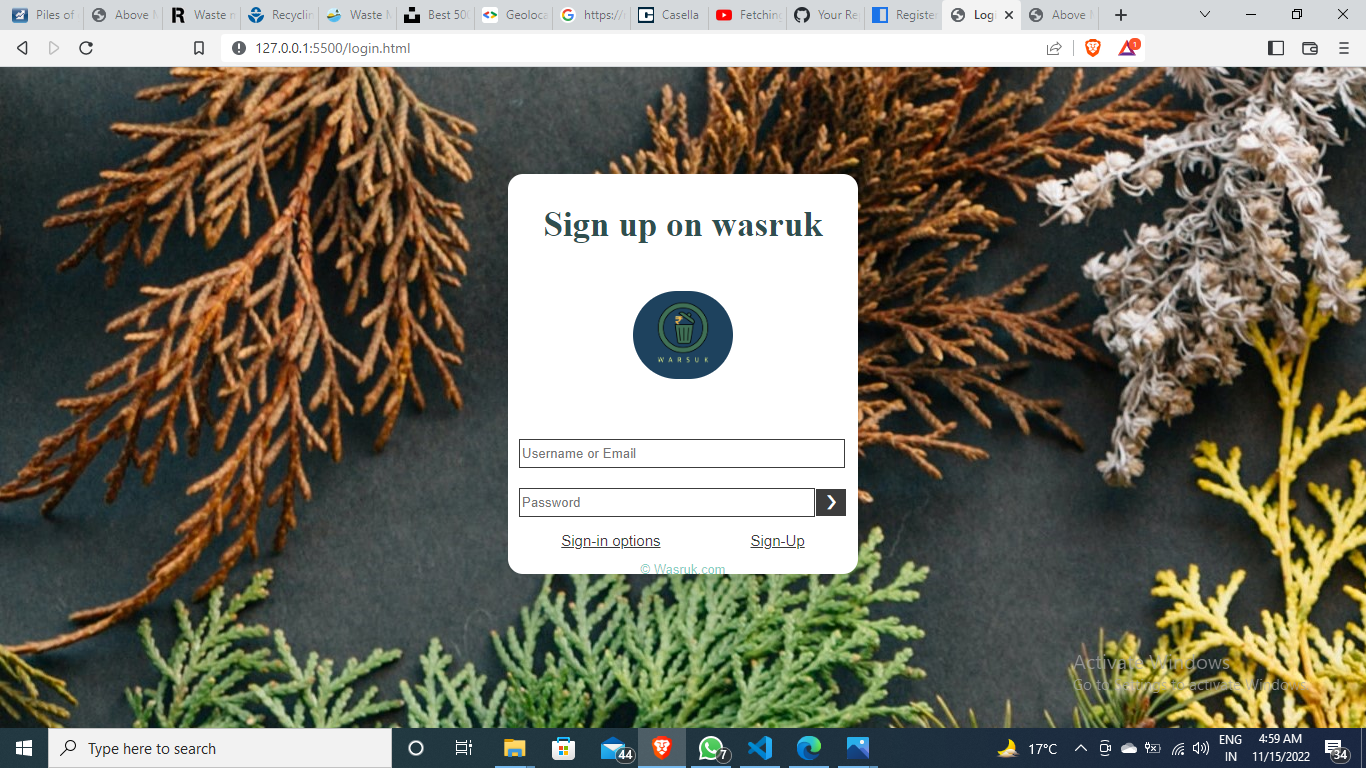 Piles of
Above M
Waste m
Recyclin
Waste M
Best 500
Geoloca
https://
Casella
Fetching
Your Re
Register
Logi
Above M
127.0.0.1:5500/login.html
1
Sign up on wasruk
WARSUK
Username or Email
Password
Sign-in options
Sign-Up
© Wasruk.com
Activate Windows
Go to Settings to activate Windows.
Type here to search
44
7
17°C
ENG
IN
4:59 AM
11/15/2022
34